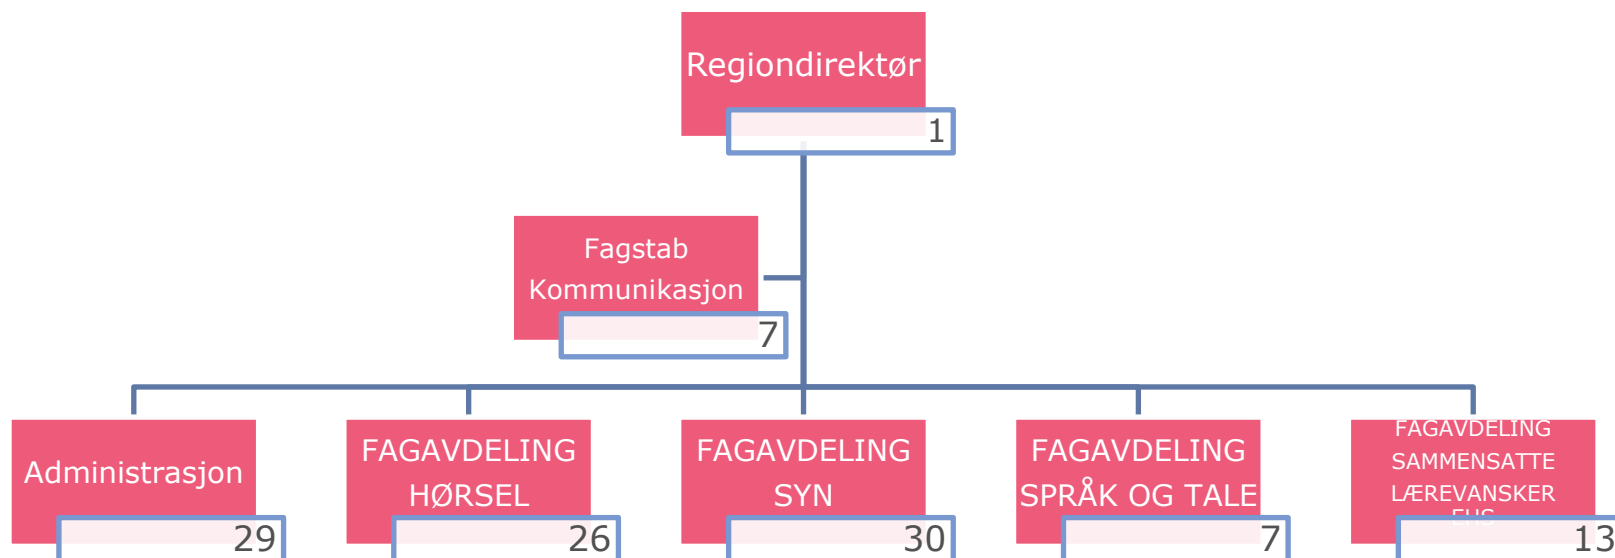 Regiondirektør
1
Fagstab
Kommunikasjon
7
Administrasjon
29
FAGAVDELING
HØRSEL
26
FAGAVDELING
SYN
30
FAGAVDELING
SPRÅK OG TALE
7
FAGAVDELING
SAMMENSATTE
LÆREVANSKER
13